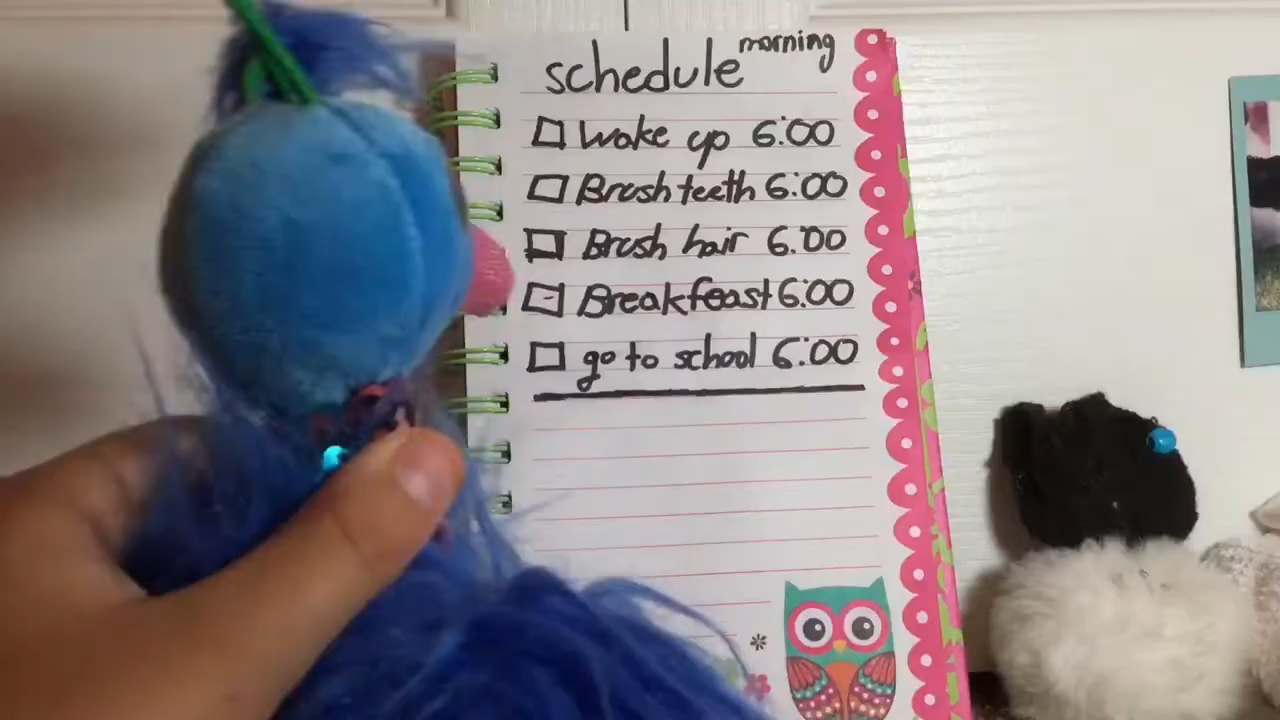 schedule morning
Wake up 6:00
Brush teeth 6:00
Brush hair 6:00
Breakfeast 6:00
go to school 6:00